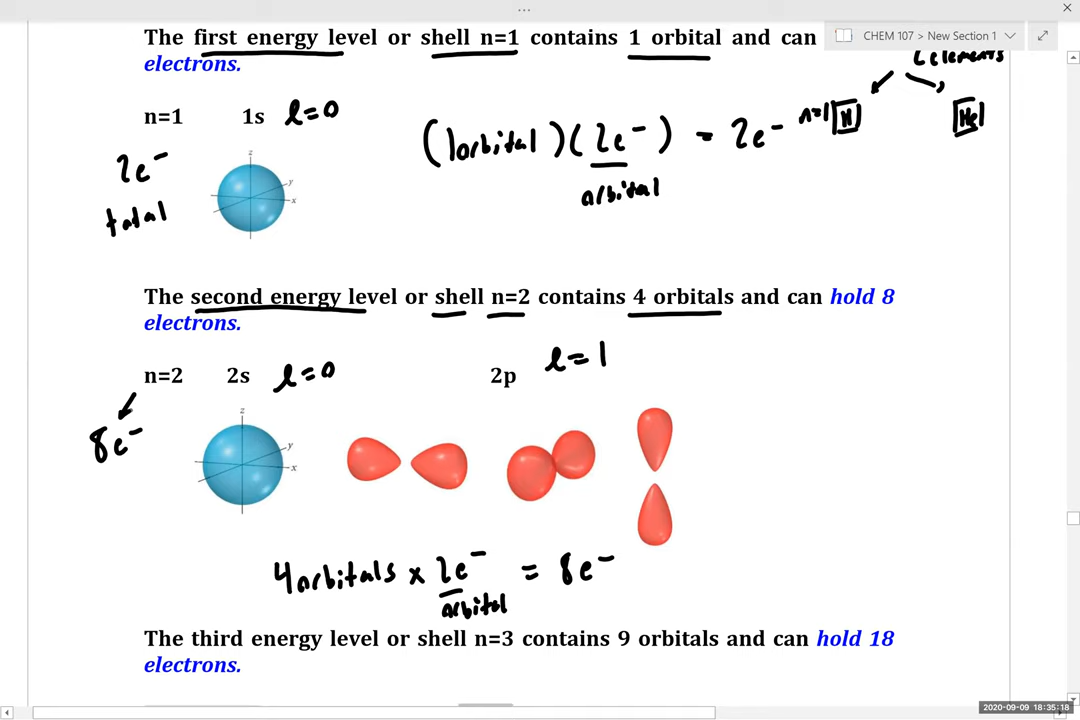 The first energy level or shell n=1 contains 1 orbital and can
electrons.
CHEM 107 > New Section 1
2 elements
n=1 1s l=0
(1orbital)(2e⁻/orbital) = 2e⁻
n=1 H He
2e⁻
total
z
y
x
The second energy level or shell n=2 contains 4 orbitals and can hold 8
electrons.
n=2 2s l=0 2p l=1
8e⁻
z
y
x
4 orbitals x 2e⁻/orbital = 8e⁻
The third energy level or shell n=3 contains 9 orbitals and can hold 18
electrons.
2020-09-09 18:35:18